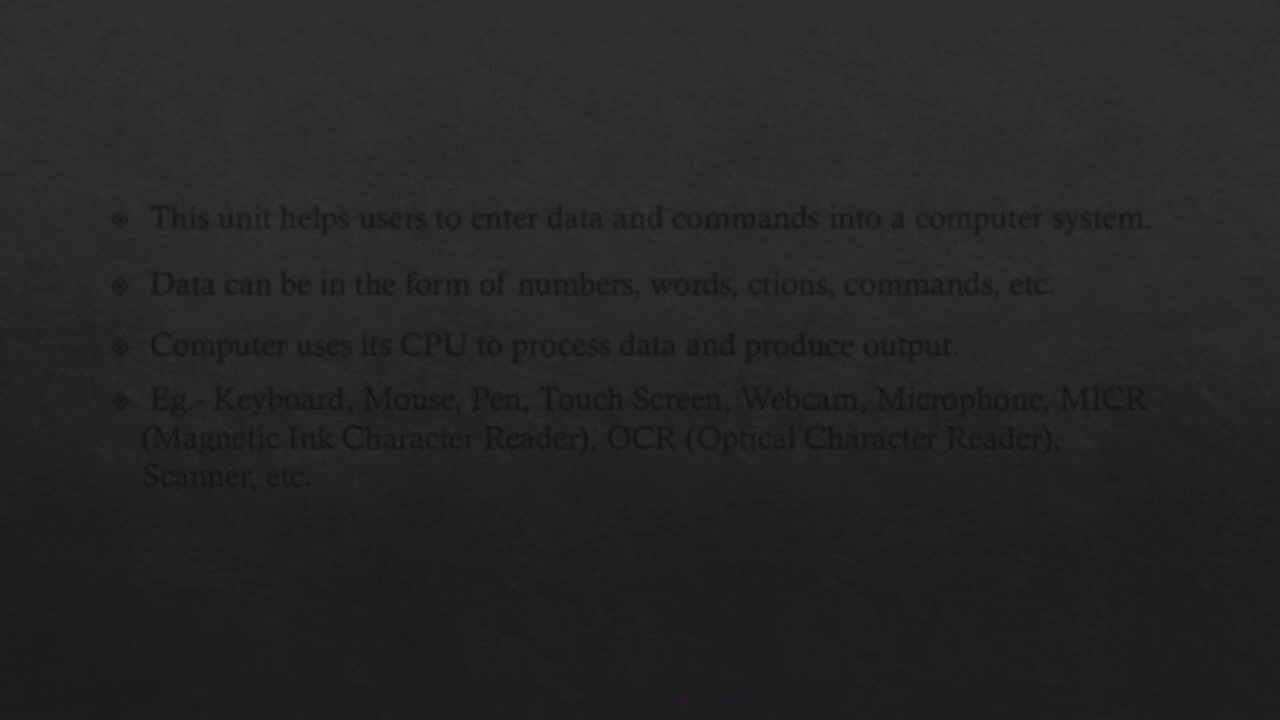 This unit helps users to enter data and commands into a computer system.
Data can be in the form of numbers, words, ctions, commands, etc.
Computer uses its CPU to process data and produce output.
Eg.- Keyboard, Mouse, Pen, Touch Screen, Webcam, Microphone, MICR
(Magnetic Ink Character Reader), OCR (Optical Character Reader),
Scanner, etc.